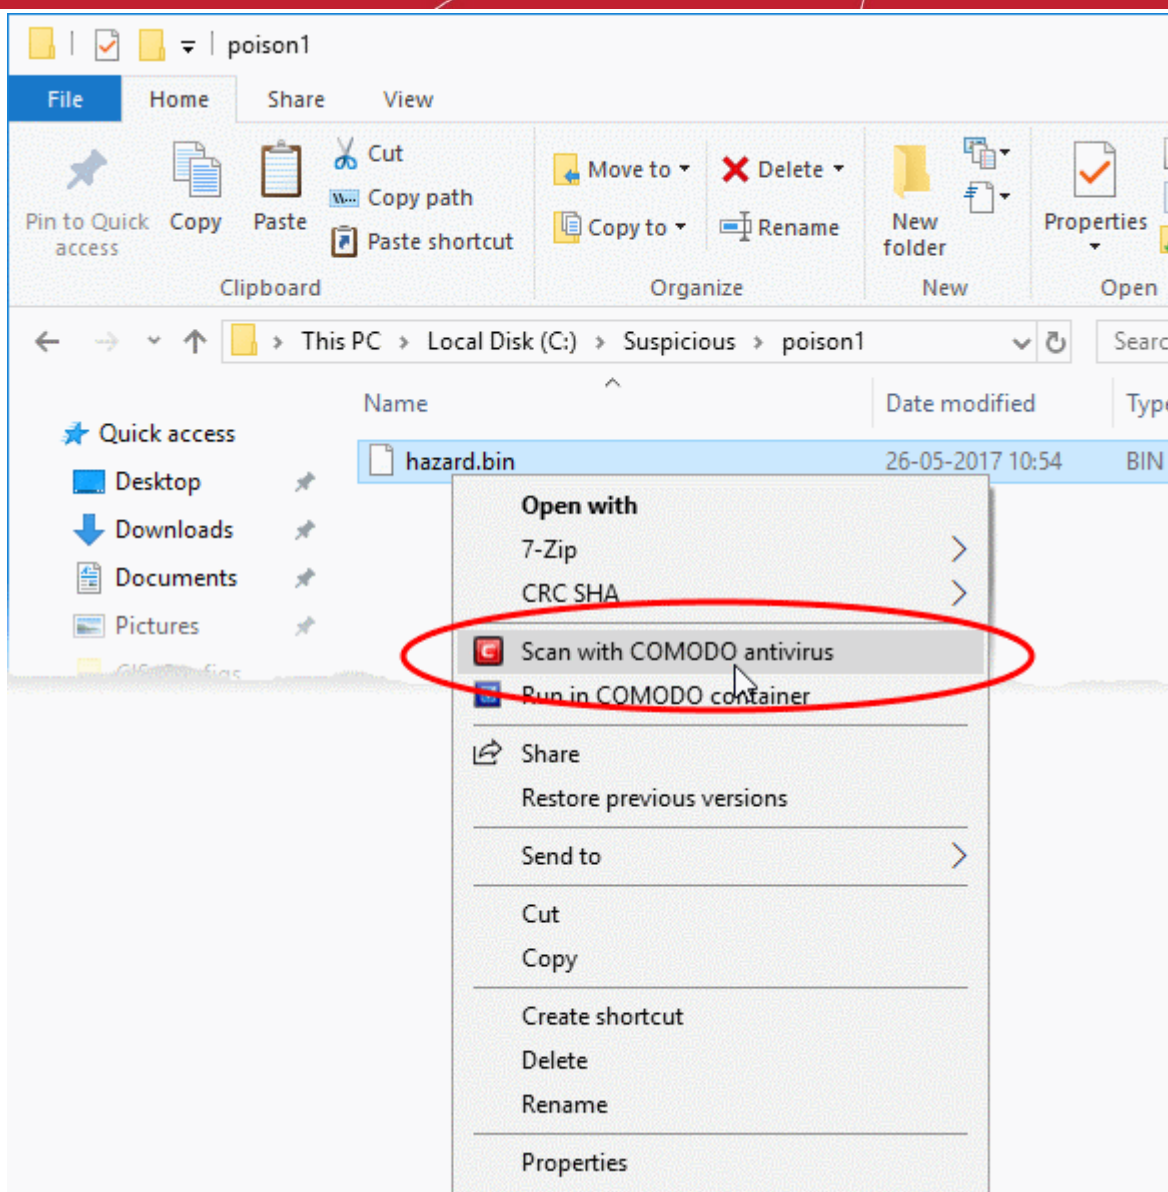 poison1
File Home Share View
Cut
Copy path
Paste shortcut
Pin to Quick access
Copy
Paste
Clipboard
Move to
Copy to
Delete
Rename
Organize
New folder
New
Properties
Open
This PC > Local Disk (C:) > Suspicious > poison1
Name Date modified
Quick access
Desktop
Downloads
Documents
Pictures
hazard.bin 26-05-2017 10:54 BIN
Open with
7-Zip
CRC SHA
Scan with COMODO antivirus
Run in COMODO container
Share
Restore previous versions
Send to
Cut
Copy
Create shortcut
Delete
Rename
Properties